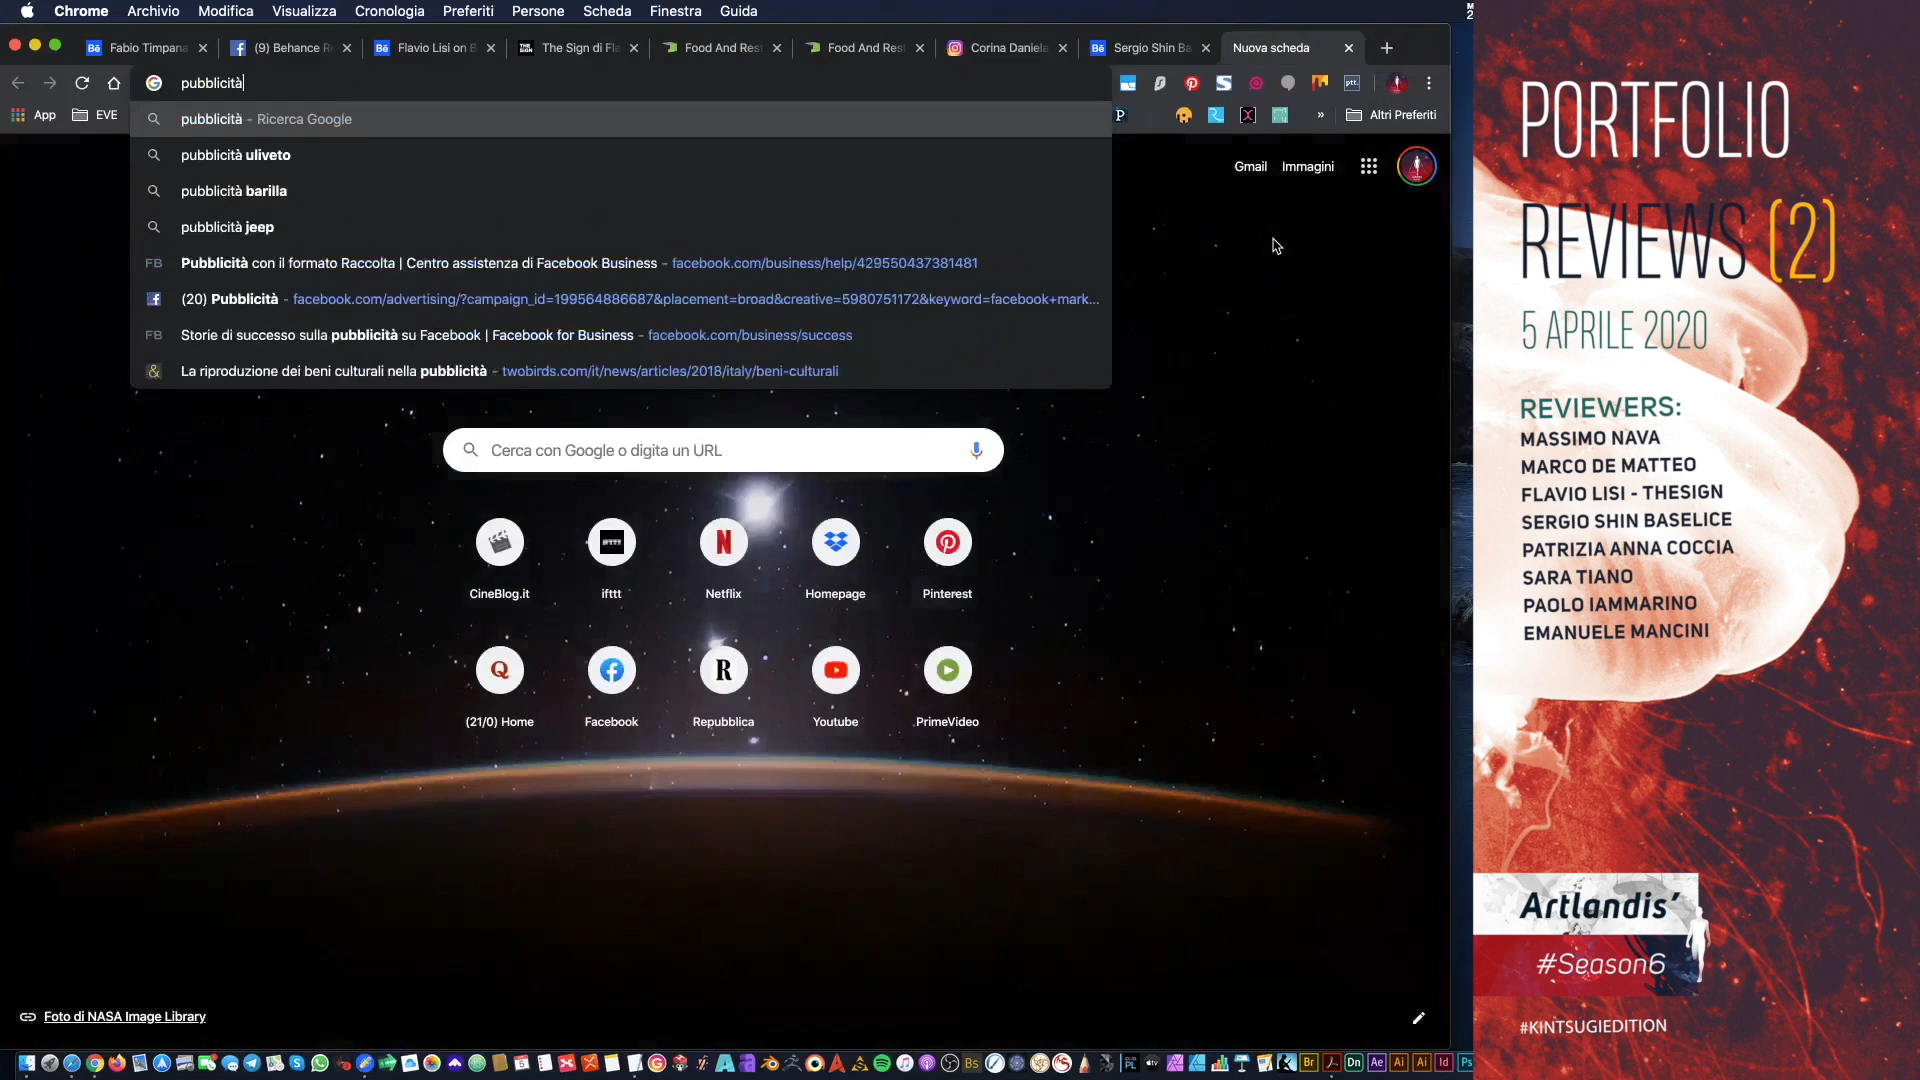 Chrome Archivio Modifica Visualizza Cronologia Preferiti Persone Scheda Finestra Guida
Fabio Timpana
(9) Behance R
Flavio Lisi on B
The Sign di Fla
Food And Rest
Food And Rest
Corina Daniela
Sergio Shin Ba
Nuova scheda
pubblicità
App
EVE
Altri Preferiti
pubblicità - Ricerca Google
pubblicità uliveto
pubblicità barilla
pubblicità jeep
FB Pubblicità con il formato Raccolta | Centro assistenza di Facebook Business - facebook.com/business/help/429550437381481
(20) Pubblicità - facebook.com/advertising/?campaign_id=199564886687&placement=broad&creative=5980751172&keyword=facebook+mark...
FB Storie di successo sulla pubblicità su Facebook | Facebook for Business - facebook.com/business/success
La riproduzione dei beni culturali nella pubblicità - twobirds.com/it/news/articles/2018/italy/beni-culturali
Gmail Immagini
Cerca con Google o digita un URL
CineBlog.it
ifttt
Netflix
Homepage
Pinterest
(21/0) Home
Facebook
Repubblica
Youtube
PrimeVideo
Foto di NASA Image Library
PORTFOLIO
REVIEWS (2)
5 APRILE 2020
REVIEWERS:
MASSIMO NAVA
MARCO DE MATTEO
FLAVIO LISI - THESIGN
SERGIO SHIN BASELICE
PATRIZIA ANNA COCCIA
SARA TIANO
PAOLO IAMMARINO
EMANUELE MANCINI
Artlandis'
#Season6
#KINTSUGIEDITION